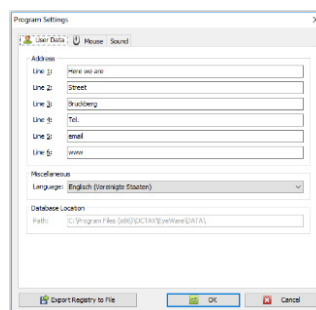 Program Settings
User Data Mouse Sound
Address
Line 1: Here we are
Line 2: Street
Line 3: Bruckberg
Line 4: Tel.
Line 5: email
Line 6: www
Miscellaneous
Language: Englisch (Vereinigte Staaten)
Database Location
Path: C:\Program Files (x86)\OCTAX\EyeWare\DATA\
Export Registry to File OK Cancel